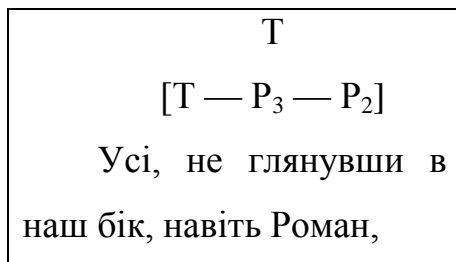 Т
[Т — Р₃ — Р₂]
Усі, не глянувши в
наш бік, навіть Роман,